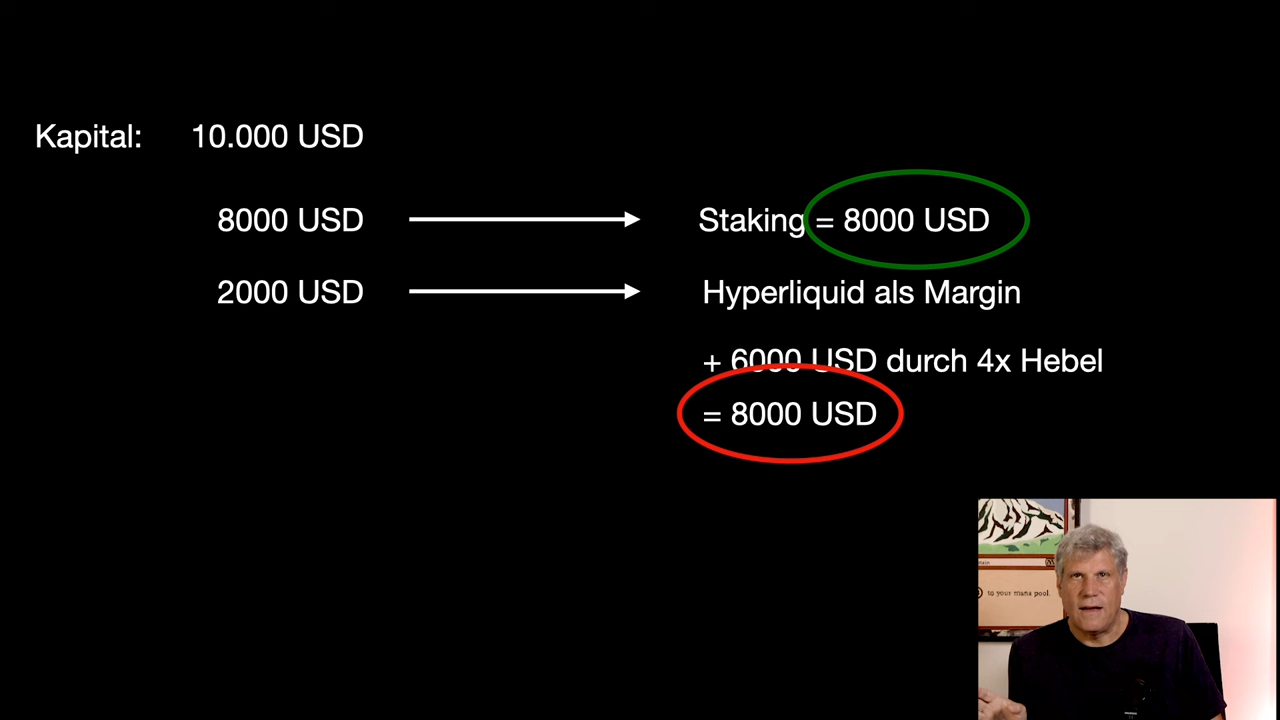 Kapital: 10.000 USD
8000 USD Staking = 8000 USD
2000 USD Hyperliquid als Margin
+ 6000 USD durch 4x Hebel
= 8000 USD
to your mana pool.